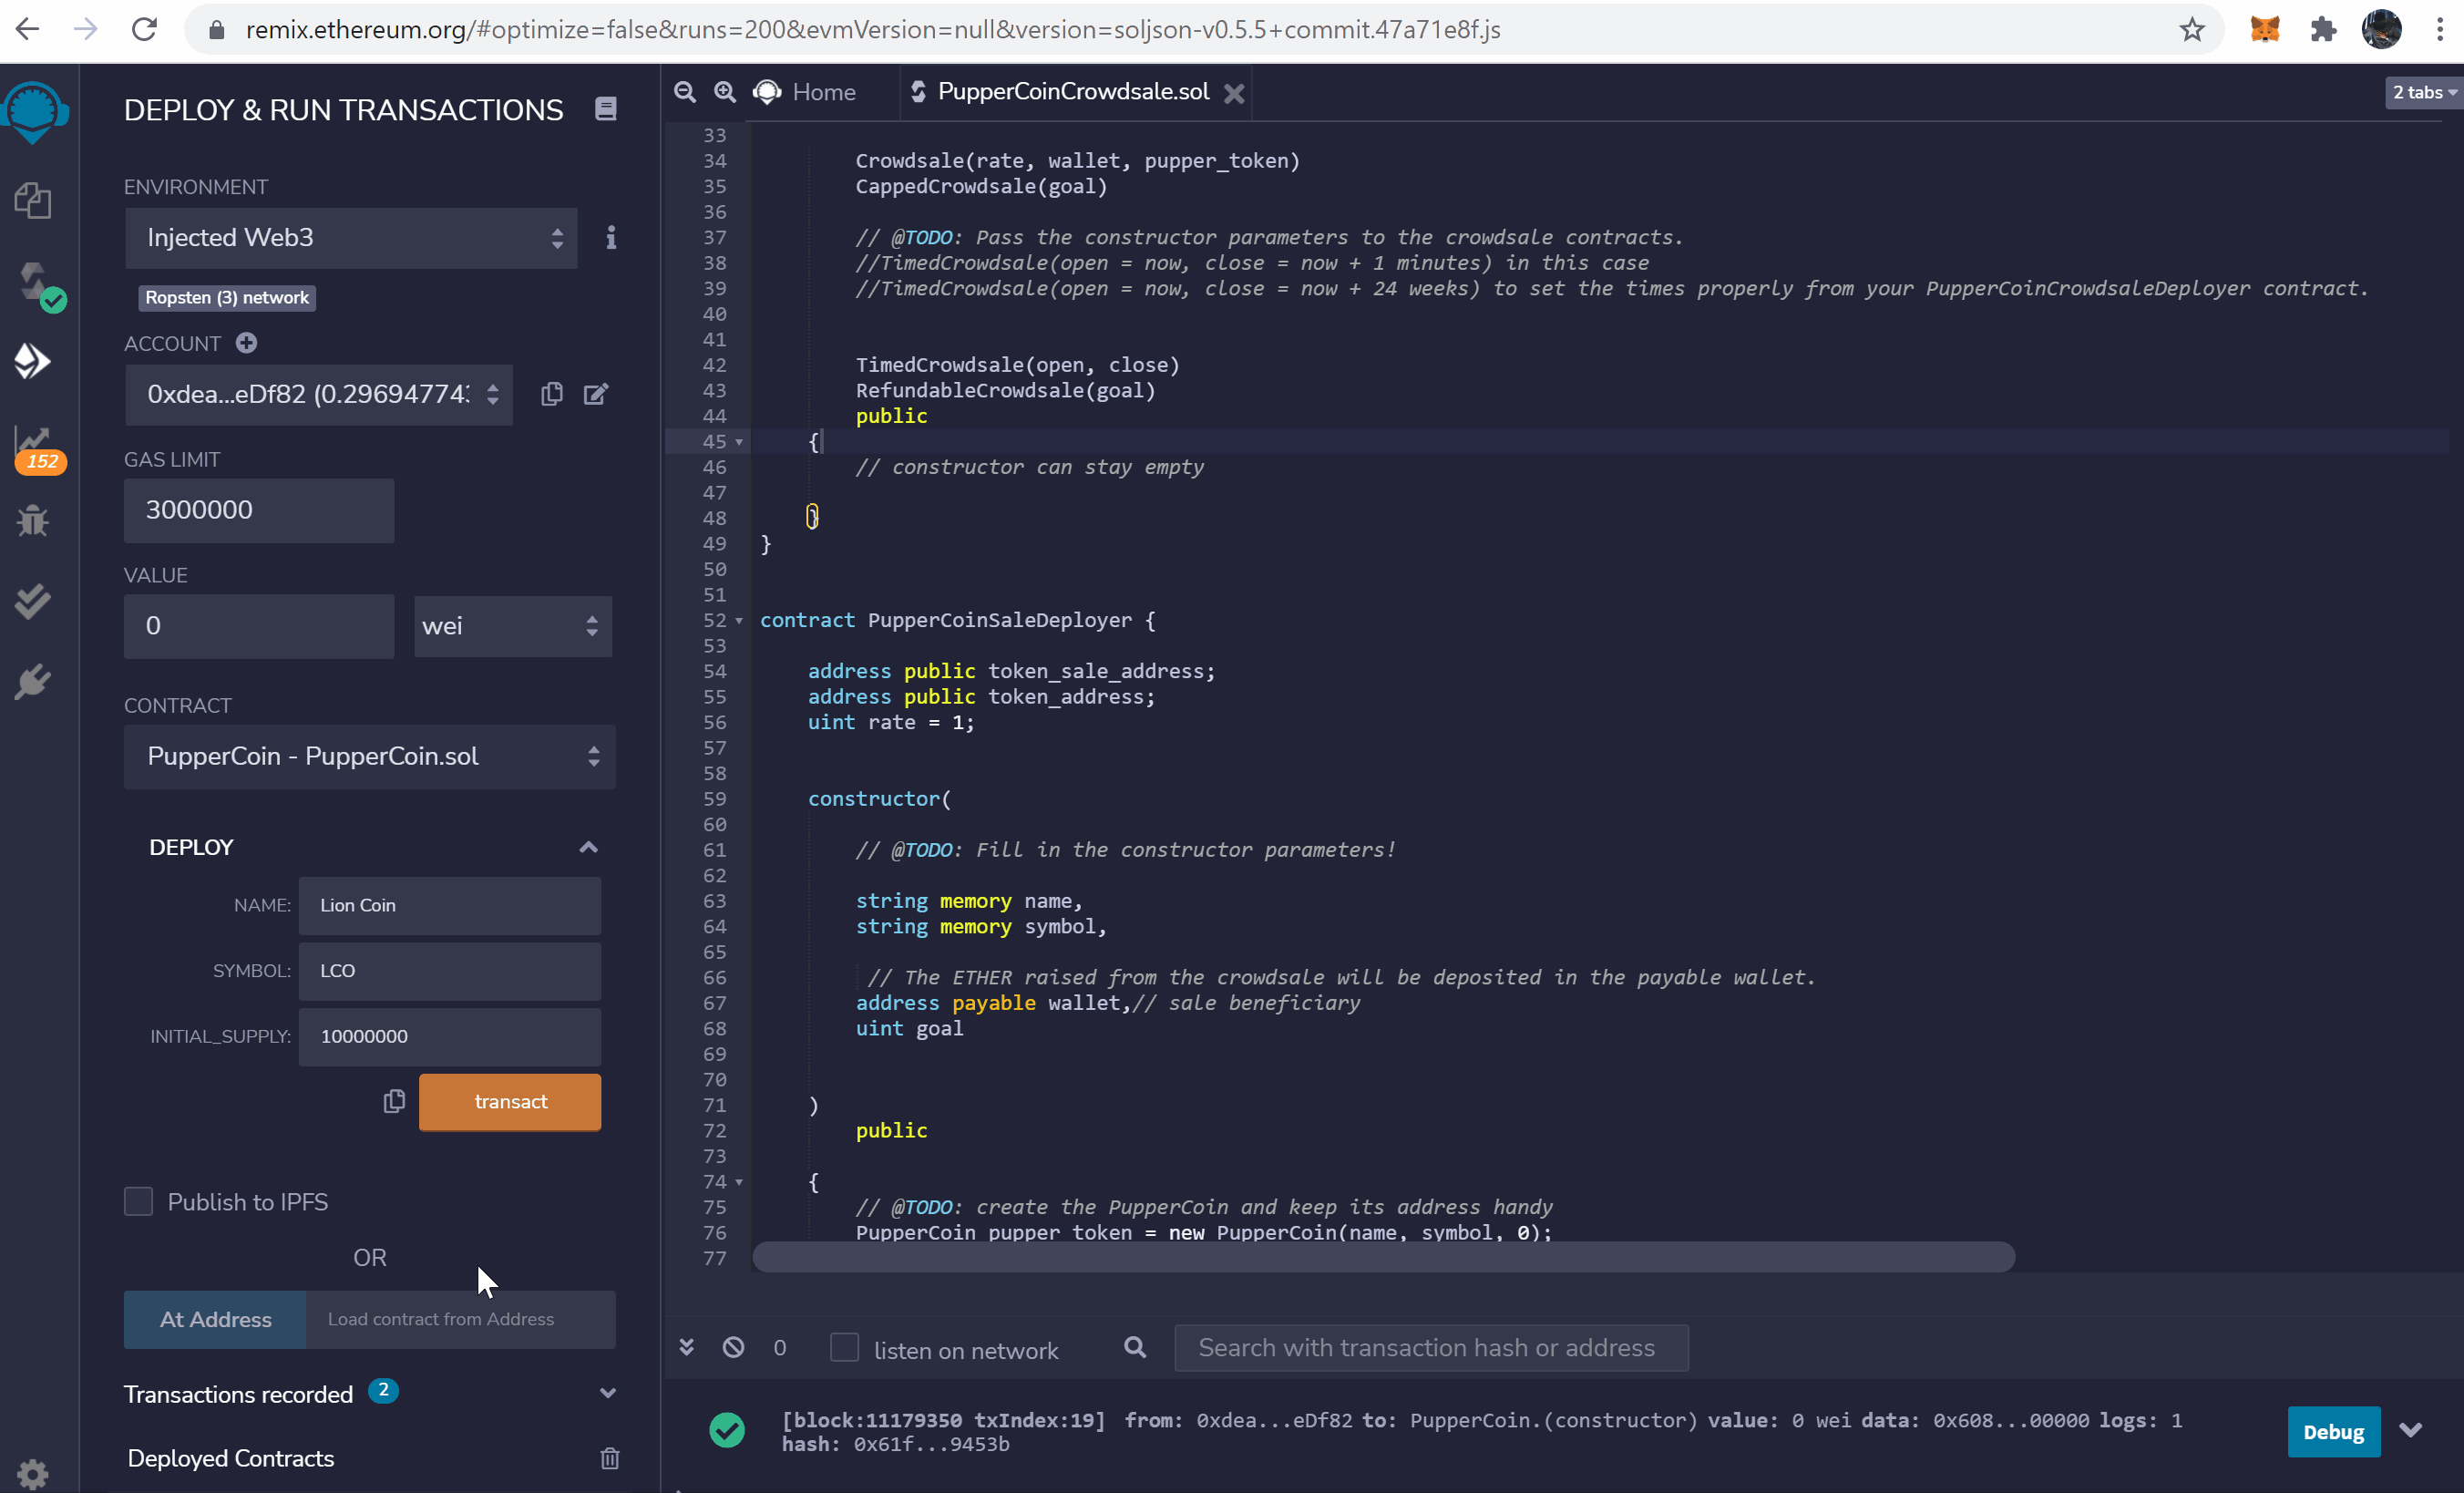 remix.ethereum.org/#optimize=false&runs=200&evmVersion=null&version=soljson-v0.5.5+commit.47a71e8f.js
DEPLOY & RUN TRANSACTIONS
ENVIRONMENT
Injected Web3
Ropsten (3) network
ACCOUNT
0xdea...eDf82 (0.296947743
152
GAS LIMIT
3000000
VALUE
0
wei
CONTRACT
PupperCoin - PupperCoin.sol
DEPLOY
NAME: Lion Coin
SYMBOL: LCO
INITIAL_SUPPLY: 10000000
transact
Publish to IPFS
OR
At Address Load contract from Address
Transactions recorded 2
Deployed Contracts
Home
PupperCoinCrowdsale.sol
2 tabs
33
34 Crowdsale(rate, wallet, pupper_token)
35 CappedCrowdsale(goal)
36
37 // @TODO: Pass the constructor parameters to the crowdsale contracts.
38 //TimedCrowdsale(open = now, close = now + 1 minutes) in this case
39 //TimedCrowdsale(open = now, close = now + 24 weeks) to set the times properly from your PupperCoinCrowdsaleDeployer contract.
40
41
42 TimedCrowdsale(open, close)
43 RefundableCrowdsale(goal)
44 public
45 {
46 // constructor can stay empty
47
48 }
49 }
50
51
52 contract PupperCoinSaleDeployer {
53
54 address public token_sale_address;
55 address public token_address;
56 uint rate = 1;
57
58
59 constructor(
60
61 // @TODO: Fill in the constructor parameters!
62
63 string memory name,
64 string memory symbol,
65
66 // The ETHER raised from the crowdsale will be deposited in the payable wallet.
67 address payable wallet,// sale beneficiary
68 uint goal
69
70
71 )
72 public
73
74 {
75 // @TODO: create the PupperCoin and keep its address handy
76 PupperCoin pupper_token = new PupperCoin(name, symbol, 0);
77
0
listen on network
Search with transaction hash or address
[block:11179350 txIndex:19] from: 0xdea...eDf82 to: PupperCoin.(constructor) value: 0 wei data: 0x608...00000 logs: 1
hash: 0x61f...9453b
Debug